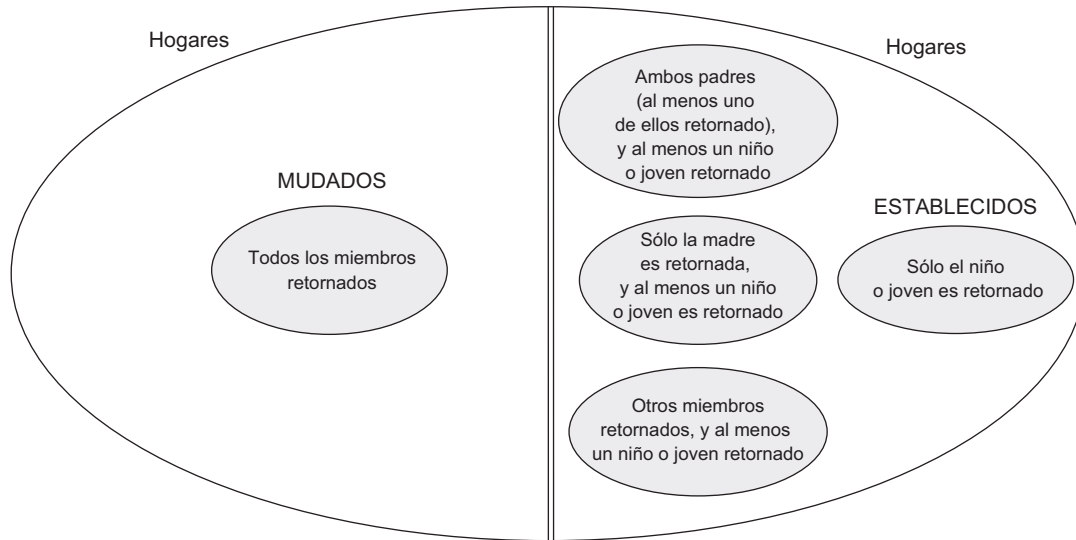 Hogares
MUDADOS
Todos los miembros
retornados
Hogares
Ambos padres
(al menos uno
de ellos retornado),
y al menos un niño
o joven retornado
ESTABLECIDOS
Sólo la madre
es retornada,
y al menos un niño
o joven es retornado
Sólo el niño
o joven es retornado
Otros miembros
retornados, y al menos
un niño o joven retornado